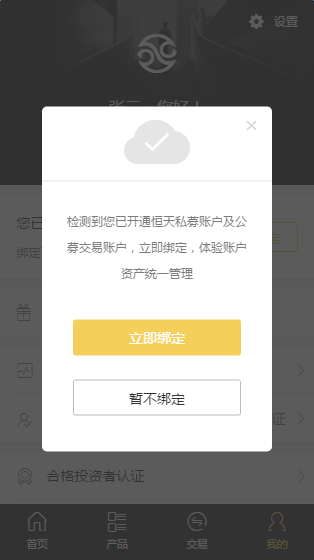 设置
张三，您好！
检测到您已开通恒天私募账户及公
募交易账户，立即绑定，体验账户
资产统一管理
立即绑定
暂不绑定
您已
绑定
证
合格投资者认证
首页
产品
交易
我的